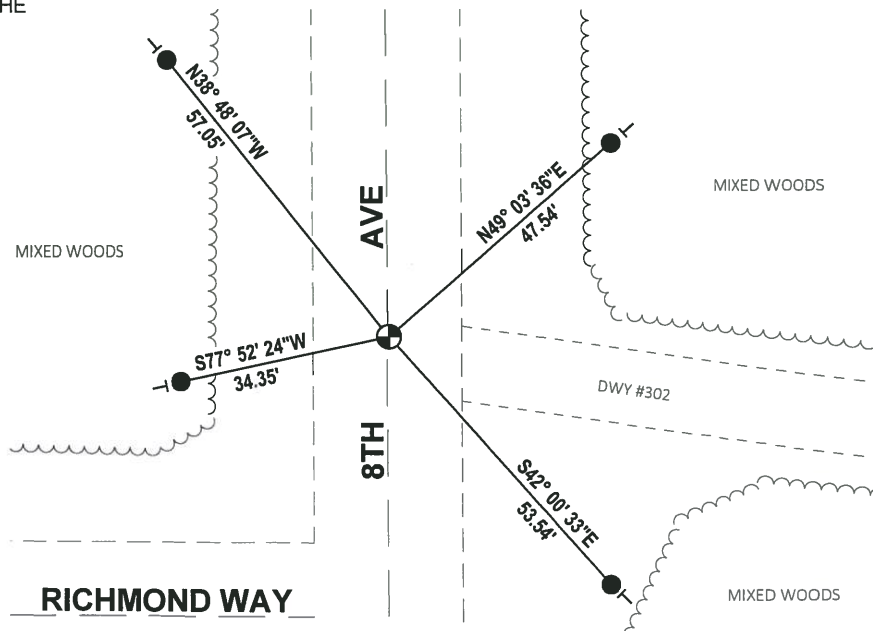 HE
N38° 48' 07"W
57.05'
N49° 03' 36"E
47.54'
MIXED WOODS
AVE
MIXED WOODS
S77° 52' 24"W
34.35'
DWY #302
8TH
S42° 00' 33"E
53.54'
RICHMOND WAY
MIXED WOODS